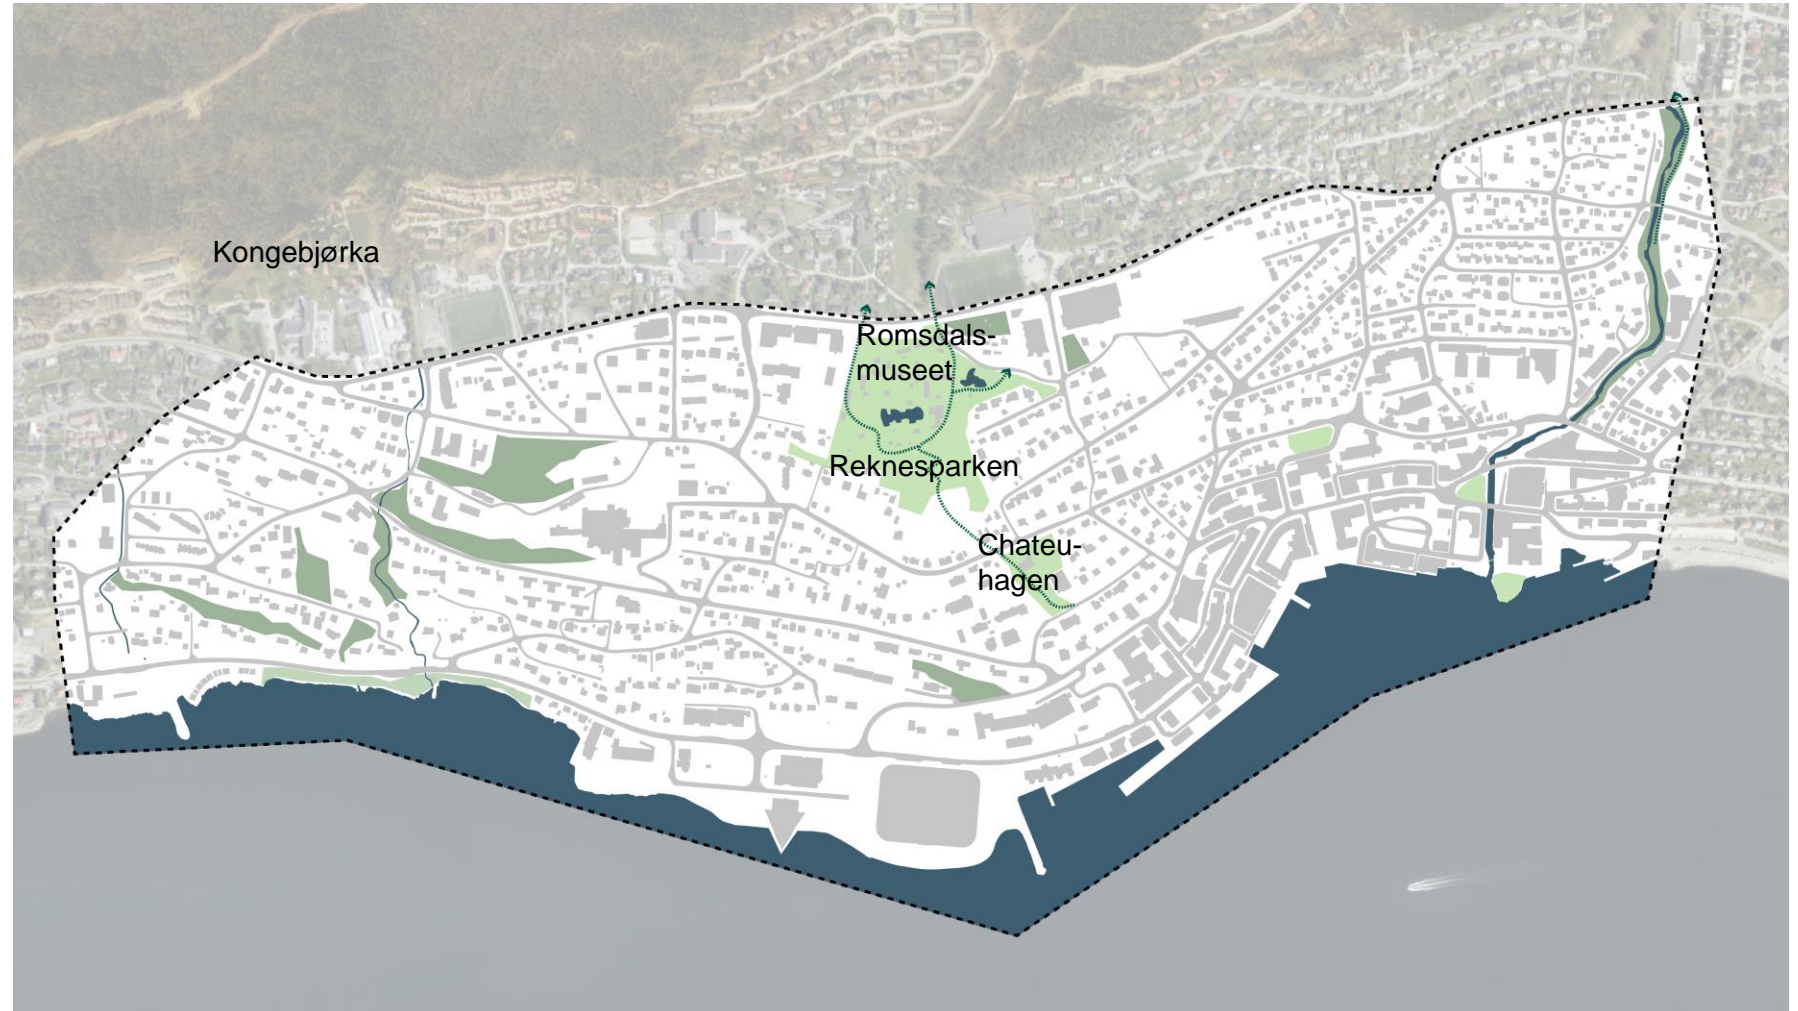 Kongebjørka
Romsdals-
museet
Reknesparken
Chateu-
hagen